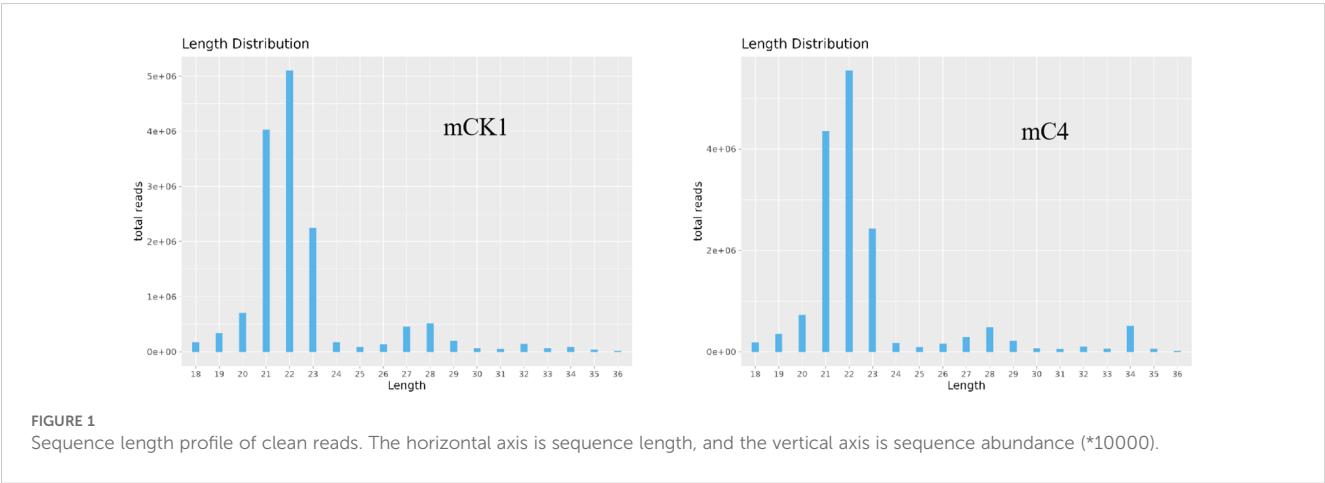 Length Distribution
5e+06
4e+06
3e+06
2e+06
1e+06
0e+00
total reads
mCK1
18 19 20 21 22 23 24 25 26 27 28 29 30 31 32 33 34 35 36
Length
Length Distribution
4e+06
2e+06
0e+00
total reads
mC4
18 19 20 21 22 23 24 25 26 27 28 29 30 31 32 33 34 35 36
Length
FIGURE 1
Sequence length profile of clean reads. The horizontal axis is sequence length, and the vertical axis is sequence abundance (*10000).